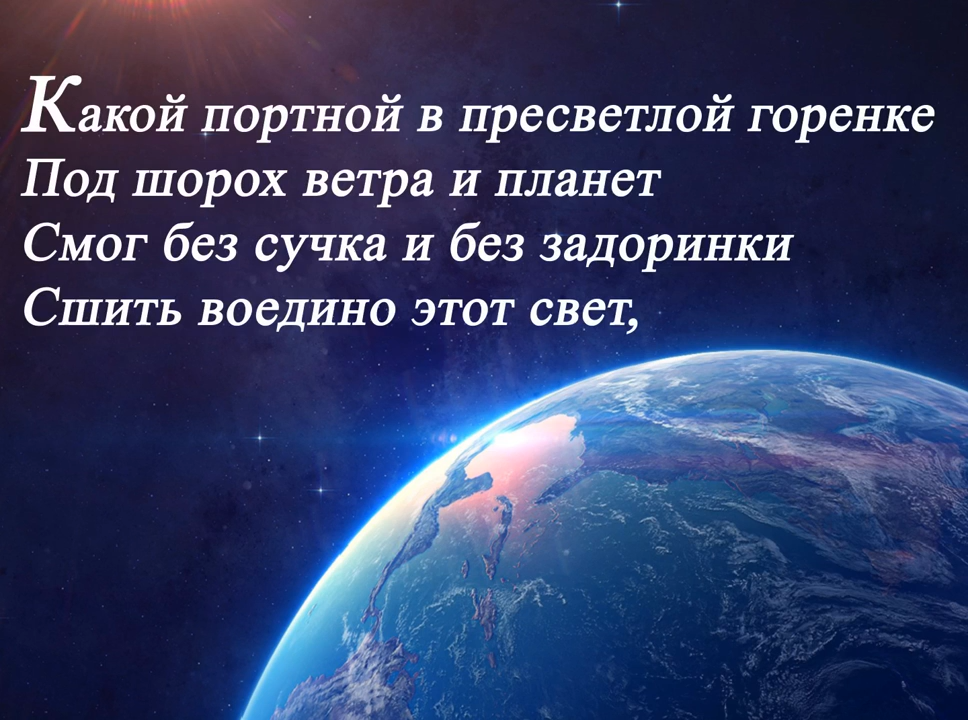 Какой портной в пресветлой горенке
Под шорох ветра и планет
Смог без сучка и без задоринки
Сшить воедино этот свет,